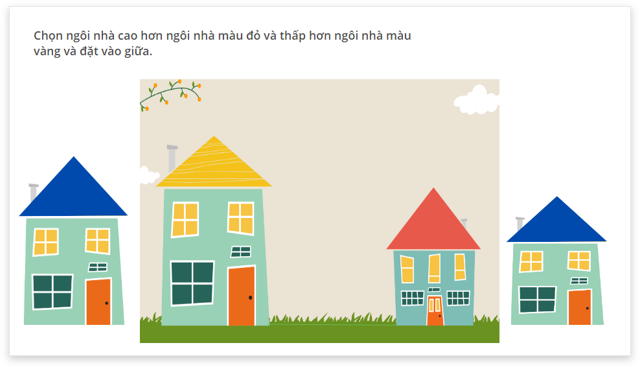 Chọn ngôi nhà cao hơn ngôi nhà màu đỏ và thấp hơn ngôi nhà màu
vàng và đặt vào giữa.